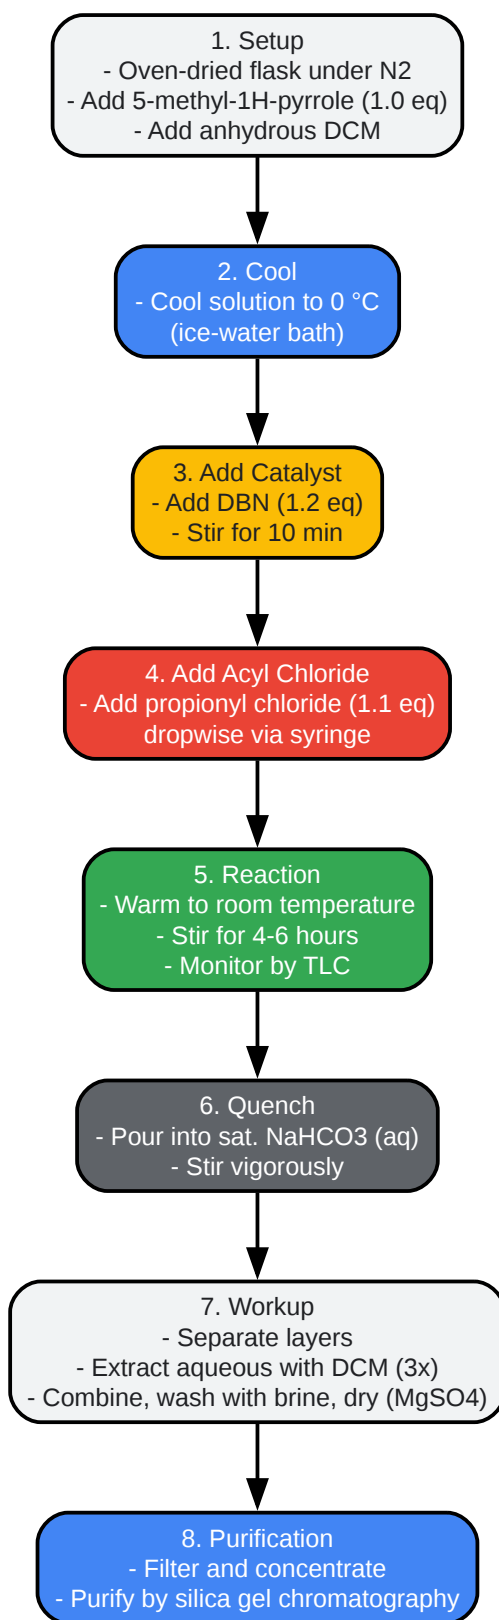 1. Setup
- Oven-dried flask under N2
- Add 5-methyl-1H-pyrrole (1.0 eq)
- Add anhydrous DCM
2. Cool
- Cool solution to 0 °C
(ice-water bath)
3. Add Catalyst
- Add DBN (1.2 eq)
- Stir for 10 min
4. Add Acyl Chloride
- Add propionyl chloride (1.1 eq)
dropwise via syringe
5. Reaction
- Warm to room temperature
- Stir for 4-6 hours
- Monitor by TLC
6. Quench
- Pour into sat. NaHCO3 (aq)
- Stir vigorously
7. Workup
- Separate layers
- Extract aqueous with DCM (3x)
- Combine, wash with brine, dry (MgSO4)
8. Purification
- Filter and concentrate
- Purify by silica gel chromatography